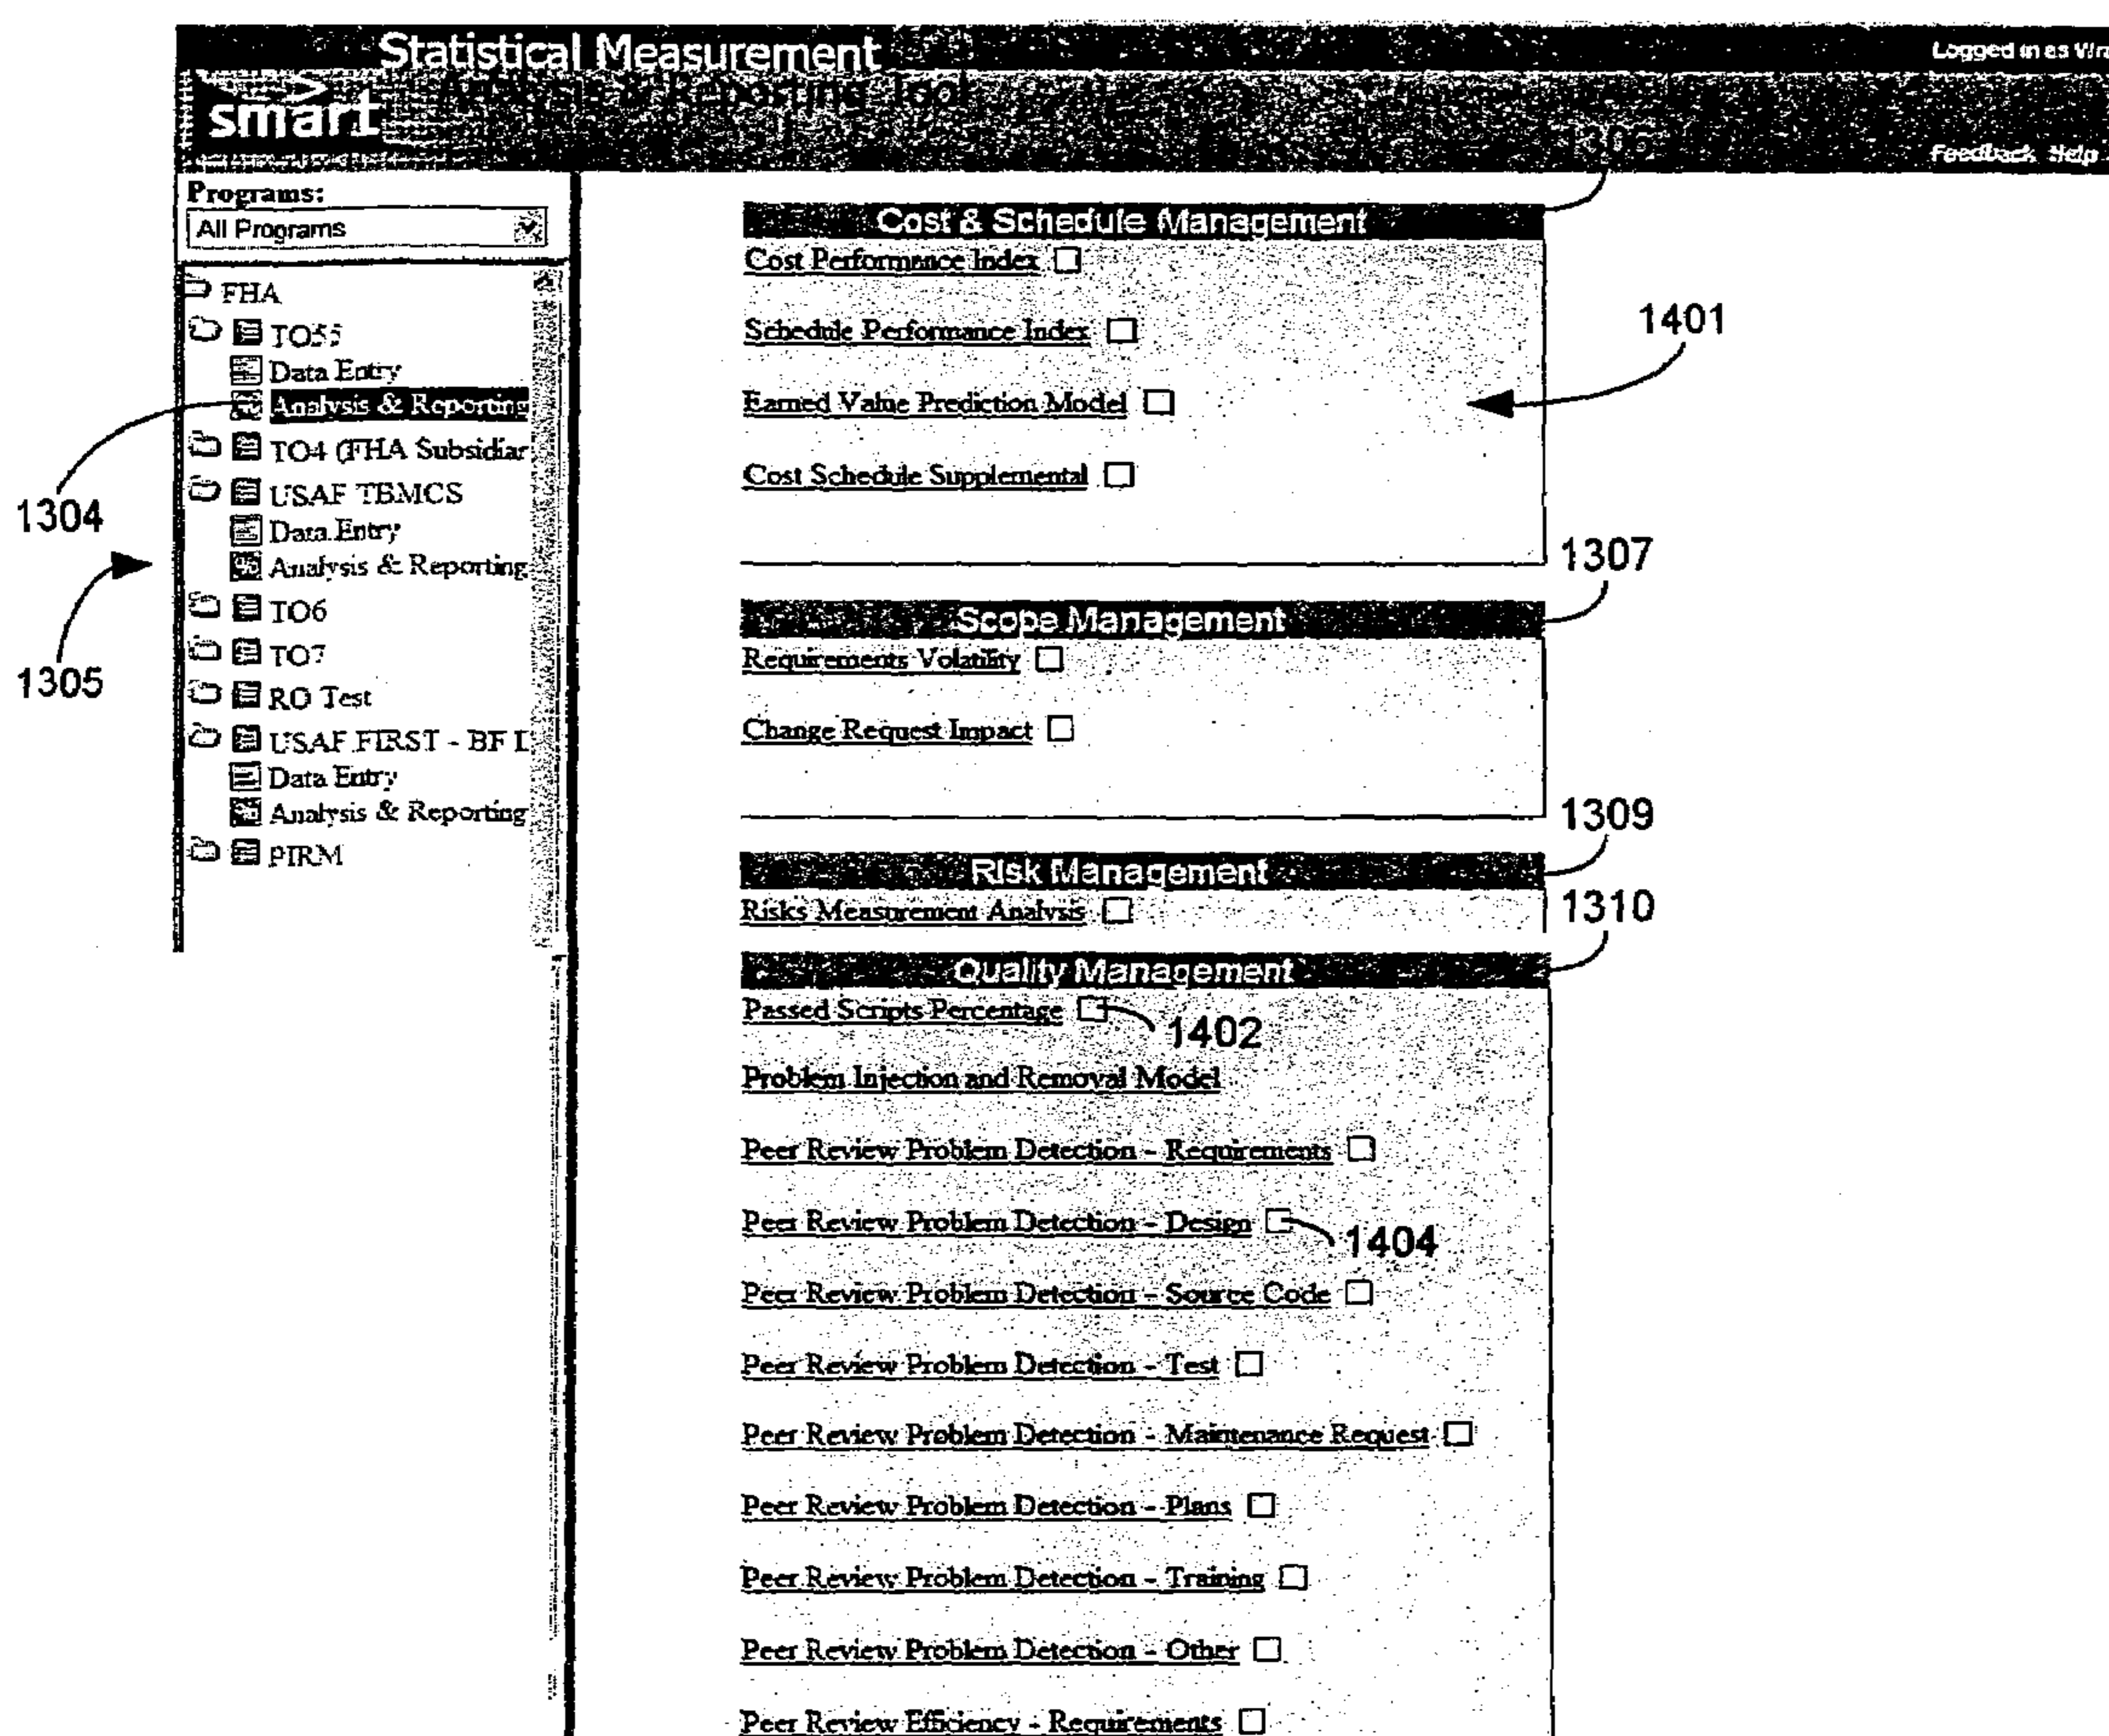 Statistical Measurement
Analysis & Reporting Tool
smart
Logged in as
Feedback Help
Programs:
All Programs
FHA
TO55
Data Entry
Analysis & Reporting
TO4 (FHA Subsidiar
USAF TBMCS
Data Entry
Analysis & Reporting
TO6
TO7
RO Test
USAF FIRST - BF I
Data Entry
Analysis & Reporting
PIRM
1304
1305
1306
Cost & Schedule Management
Cost Performance Index
Schedule Performance Index
Earned Value Prediction Model
Cost Schedule Supplemental
1401
1307
Scope Management
Requirements Volatility
Change Request Impact
1309
Risk Management
Risks Measurement Analysis
1310
Quality Management
Passed Scripts Percentage
1402
Problem Injection and Removal Model
Peer Review Problem Detection - Requirements
Peer Review Problem Detection - Design
1404
Peer Review Problem Detection - Source Code
Peer Review Problem Detection - Test
Peer Review Problem Detection - Maintenance Request
Peer Review Problem Detection - Plans
Peer Review Problem Detection - Training
Peer Review Problem Detection - Other
Peer Review Efficiency - Requirements